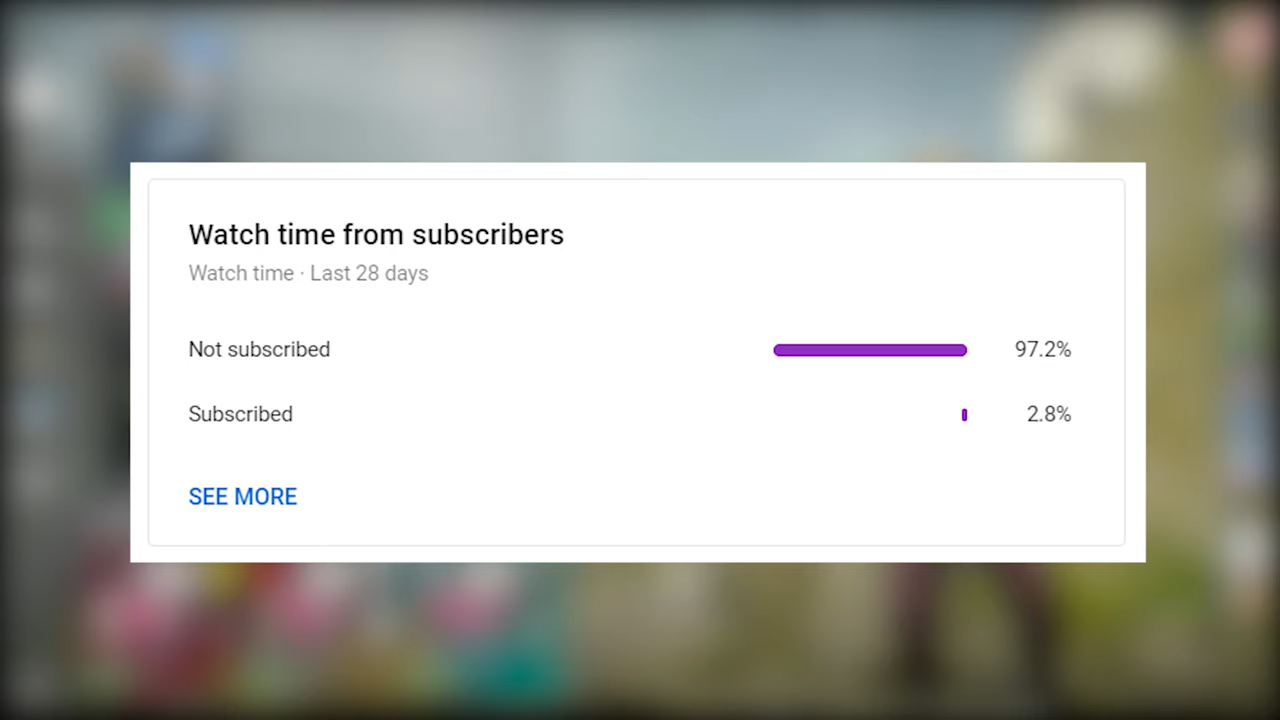 Watch time from subscribers
Watch time · Last 28 days
Not subscribed 97.2%
Subscribed 2.8%
SEE MORE